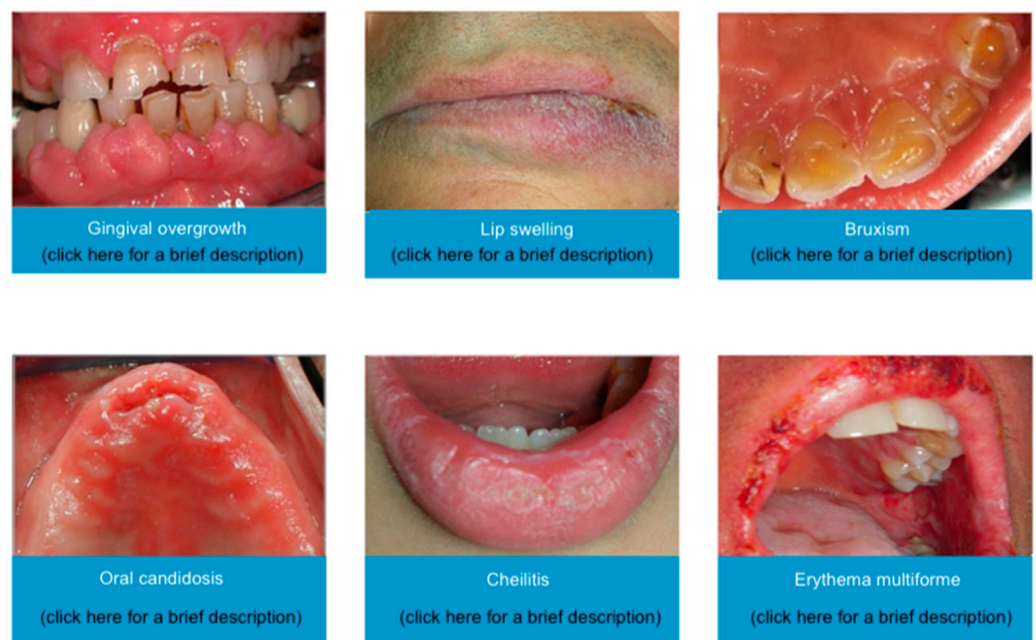 Gingival overgrowth
(click here for a brief description)
Lip swelling
(click here for a brief description)
Bruxism
(click here for a brief description)
Oral candidosis
(click here for a brief description)
Cheilitis
(click here for a brief description)
Erythema multiforme
(click here for a brief description)